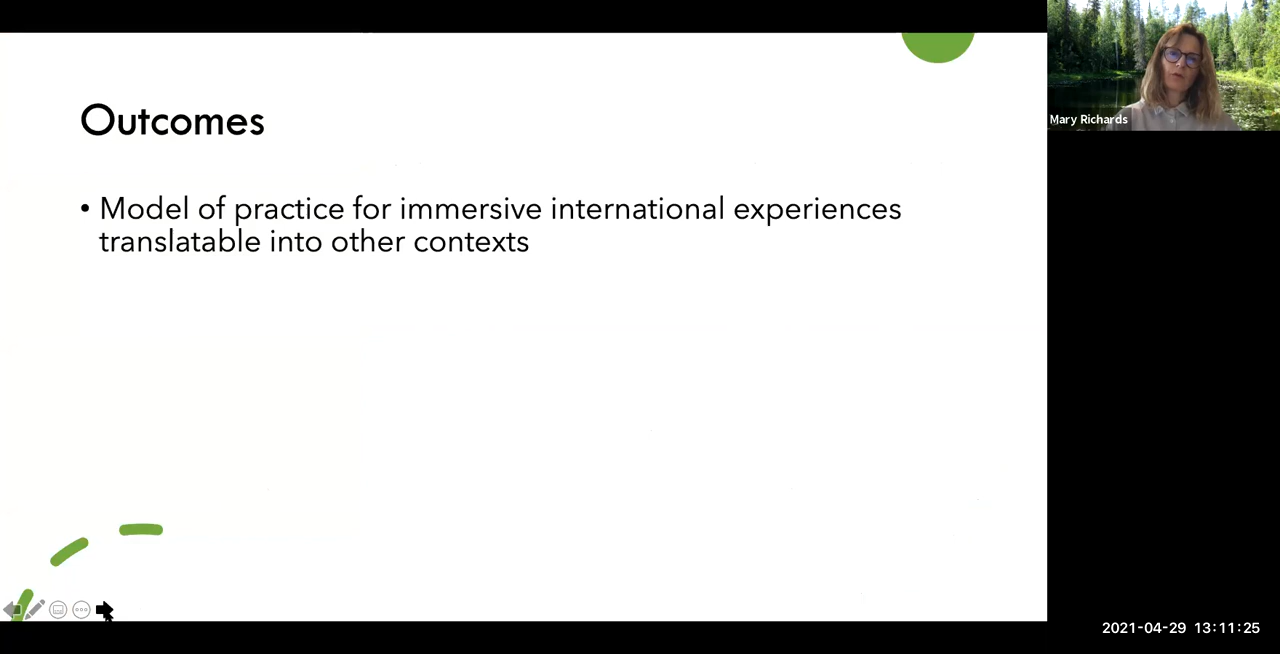 Outcomes
• Model of practice for immersive international experiences
translatable into other contexts
Mary Richards
2021-04-29 13:11:25